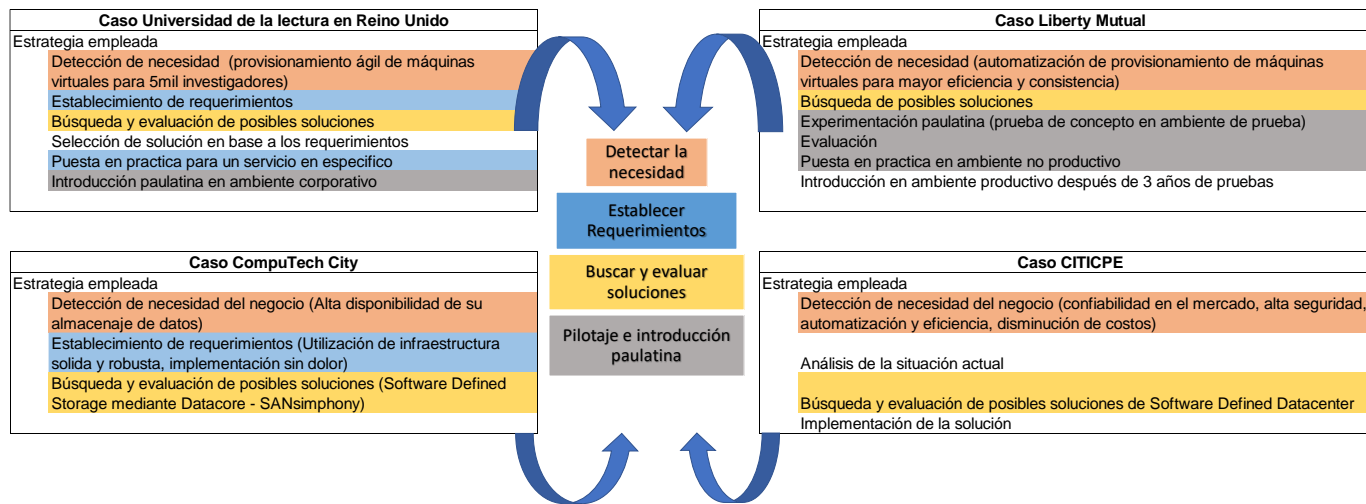 Caso Universidad de la lectura en Reino Unido
Estrategia empleada
Detección de necesidad (provisionamiento ágil de máquinas
virtuales para 5mil investigadores)
Establecimiento de requerimientos
Búsqueda y evaluación de posibles soluciones
Selección de solución en base a los requerimientos
Puesta en practica para un servicio en especifico
Introducción paulatina en ambiente corporativo
Caso Liberty Mutual
Estrategia empleada
Detección de necesidad (automatización de provisionamiento de máquinas
virtuales para mayor eficiencia y consistencia)
Búsqueda de posibles soluciones
Experimentación paulatina (prueba de concepto en ambiente de prueba)
Evaluación
Puesta en practica en ambiente no productivo
Introducción en ambiente productivo después de 3 años de pruebas
Detectar la
necesidad
Establecer
Requerimientos
Buscar y evaluar
soluciones
Pilotaje e introducción
paulatina
Caso CompuTech City
Estrategia empleada
Detección de necesidad del negocio (Alta disponibilidad de su
almacenaje de datos)
Establecimiento de requerimientos (Utilización de infraestructura
solida y robusta, implementación sin dolor)
Búsqueda y evaluación de posibles soluciones (Software Defined
Storage mediante Datacore - SANsimphony)
Caso CITICPE
Estrategia empleada
Detección de necesidad del negocio (confiabilidad en el mercado, alta seguridad,
automatización y eficiencia, disminución de costos)
Análisis de la situación actual
Búsqueda y evaluación de posibles soluciones de Software Defined Datacenter
Implementación de la solución